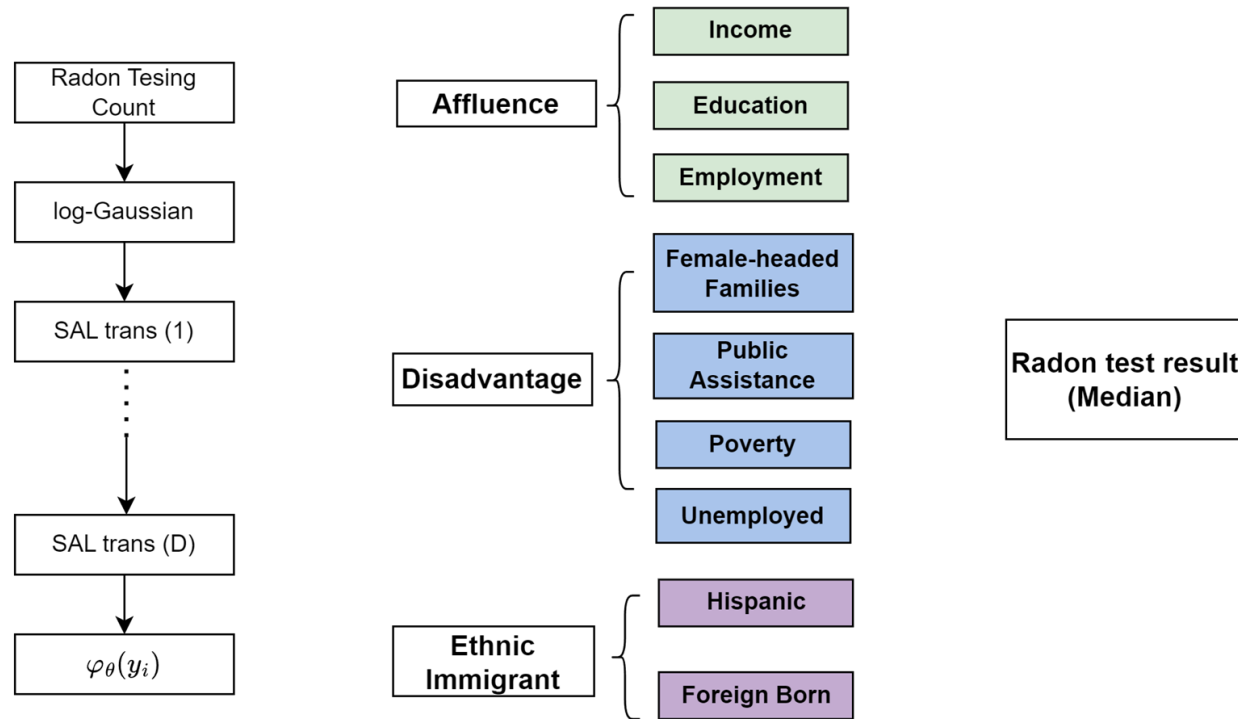 Radon Tesing
Count
log-Gaussian
SAL trans (1)
SAL trans (D)
φθ(yi)
Affluence
Income
Education
Employment
Disadvantage
Female-headed
Families
Public
Assistance
Poverty
Unemployed
Ethnic
Immigrant
Hispanic
Foreign Born
Radon test result
(Median)